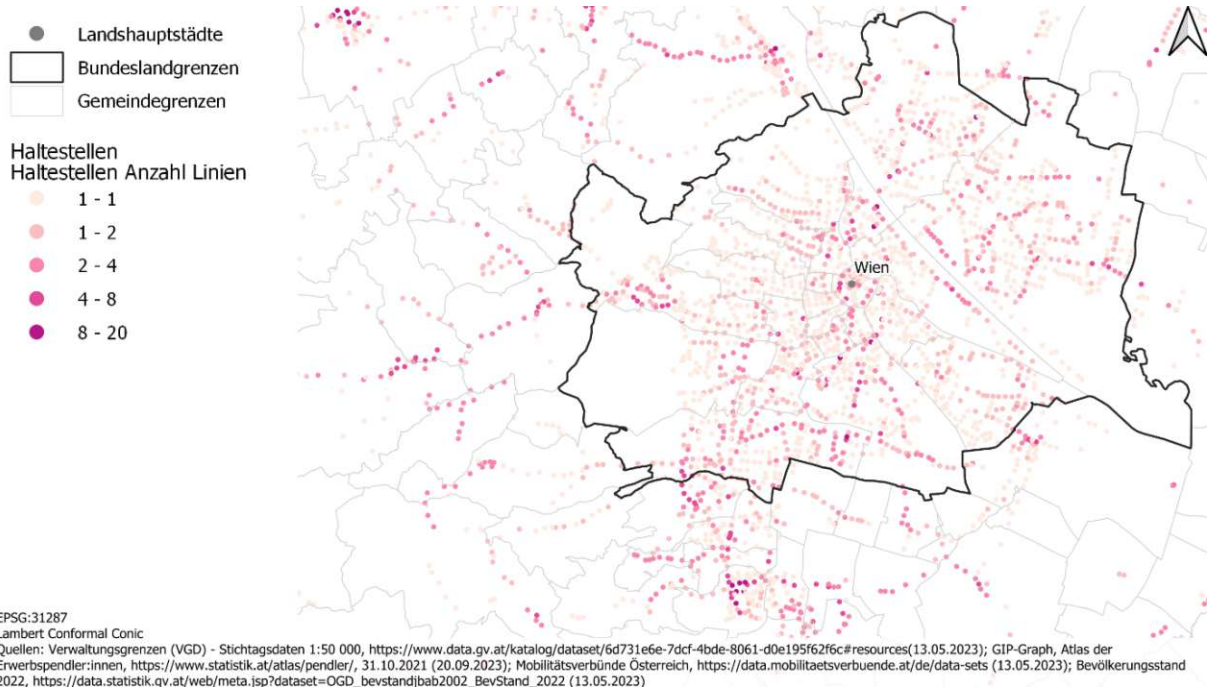 Landshauptstädte
Bundeslandgrenzen
Gemeindegrenzen
Haltestellen
Haltestellen Anzahl Linien
1 - 1
1 - 2
2 - 4
4 - 8
8 - 20
Wien
EPSG:31287
Lambert Conformal Conic
Quellen: Verwaltungsgrenzen (VGD) - Stichtagsdaten 1:50 000, https://www.data.gv.at/katalog/dataset/6d731e6e-7dcf-4bde-8061-d0e195f62f6c#resources(13.05.2023); GIP-Graph, Atlas der
Erwerbspendler:innen, https://www.statistik.at/atlas/pendler/, 31.10.2021 (20.09.2023); Mobilitätsverbünde Österreich, https://data.mobilitaetsverbuende.at/de/data-sets (13.05.2023); Bevölkerungsstand
2022, https://data.statistik.gv.at/web/meta.jsp?dataset=OGD_bevstandjbab2002_BevStand_2022 (13.05.2023)